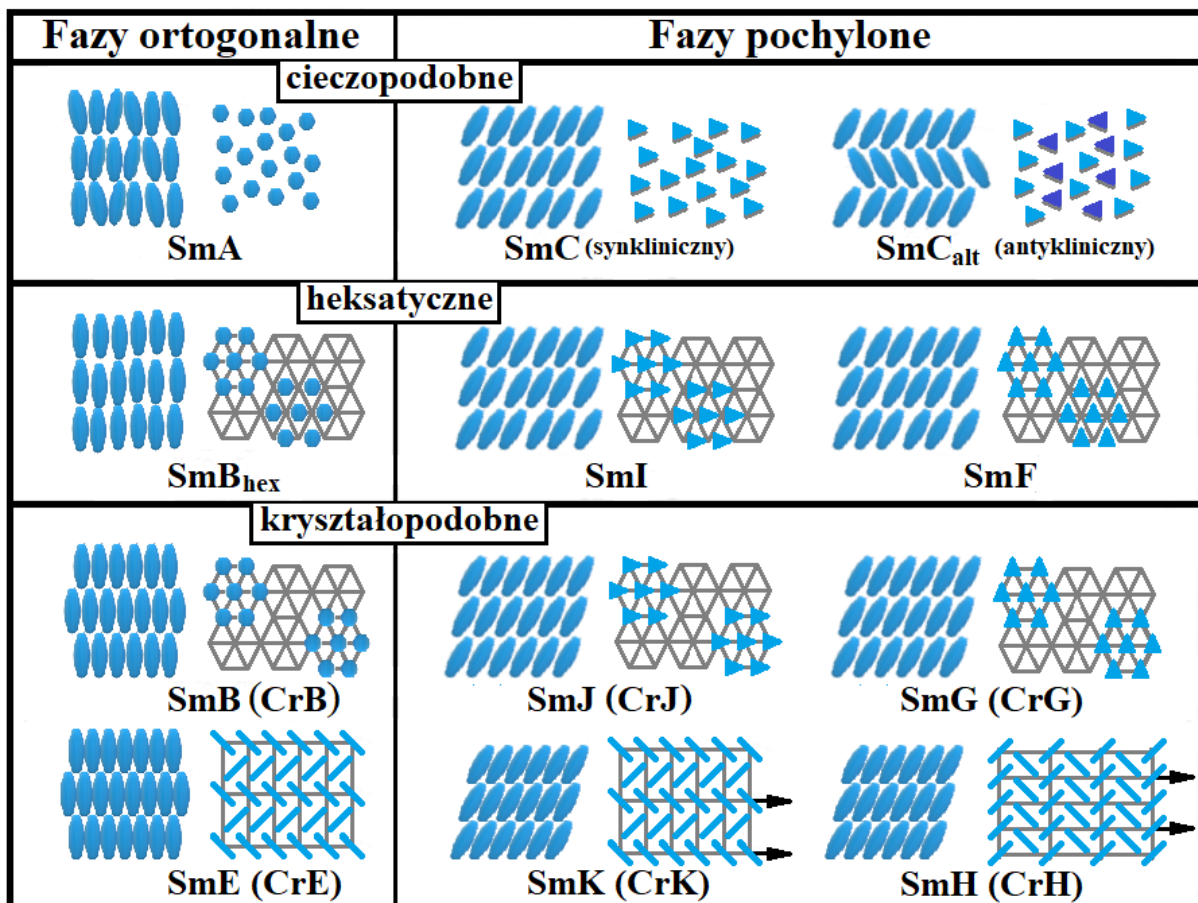 Fazy ortogonalne
Fazy pochylone
cieczopodobne
SmA
SmC (synkliniczny)
SmCalt (antykliniczny)
heksatyczne
SmBhex
SmI
SmF
kryształopodobne
SmB (CrB)
SmJ (CrJ)
SmG (CrG)
SmE (CrE)
SmK (CrK)
SmH (CrH)